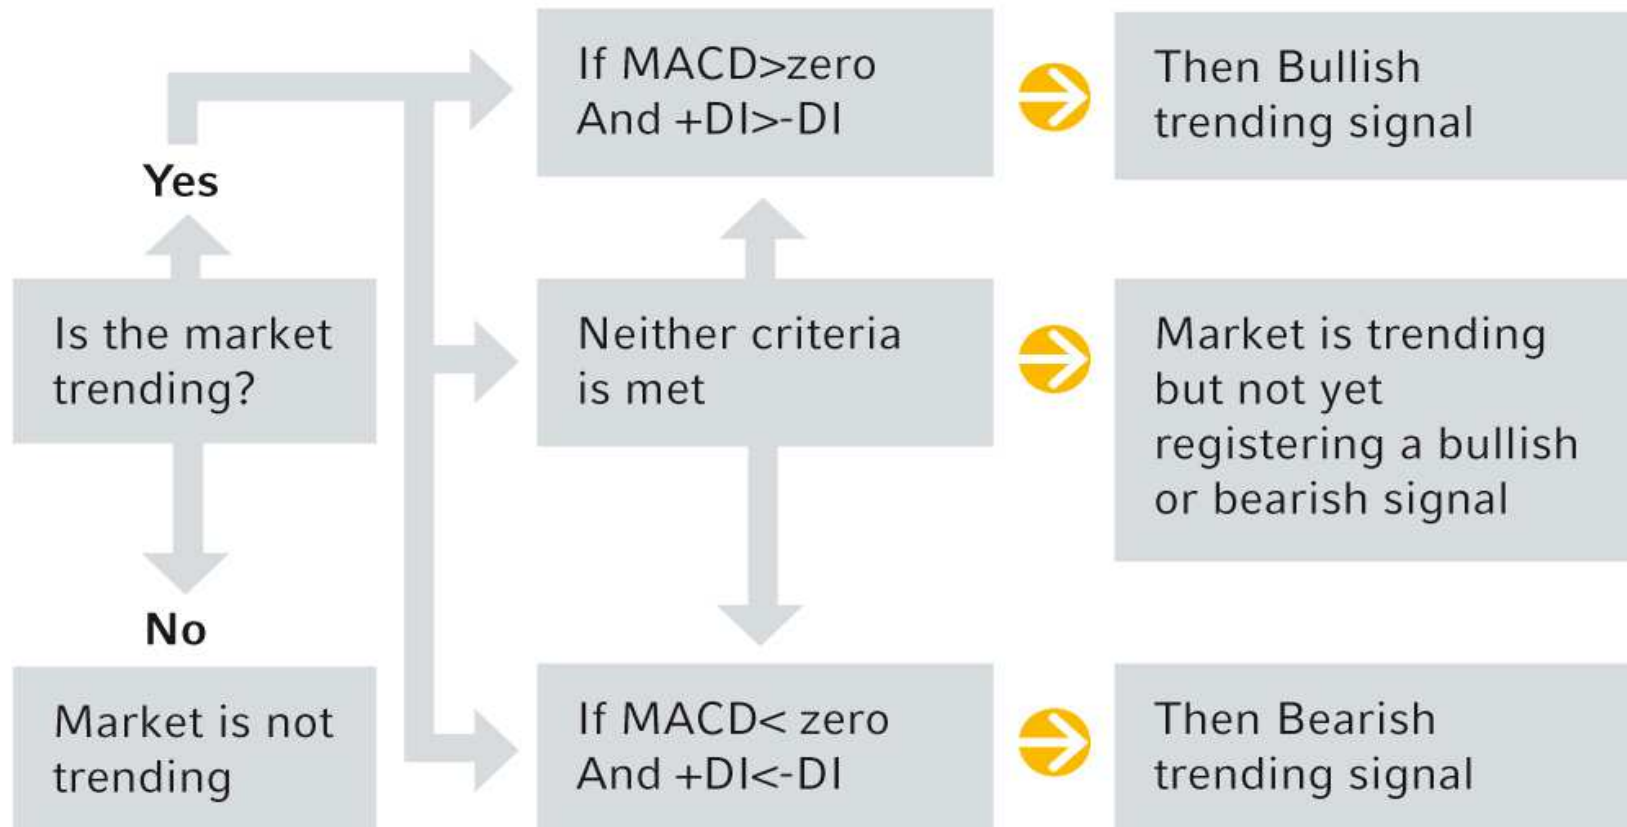 If MACD>zero
And +DI>-DI
Then Bullish
trending signal
Yes
Is the market
trending?
Neither criteria
is met
Market is trending
but not yet
registering a bullish
or bearish signal
No
Market is not
trending
If MACD< zero
And +DI<-DI
Then Bearish
trending signal